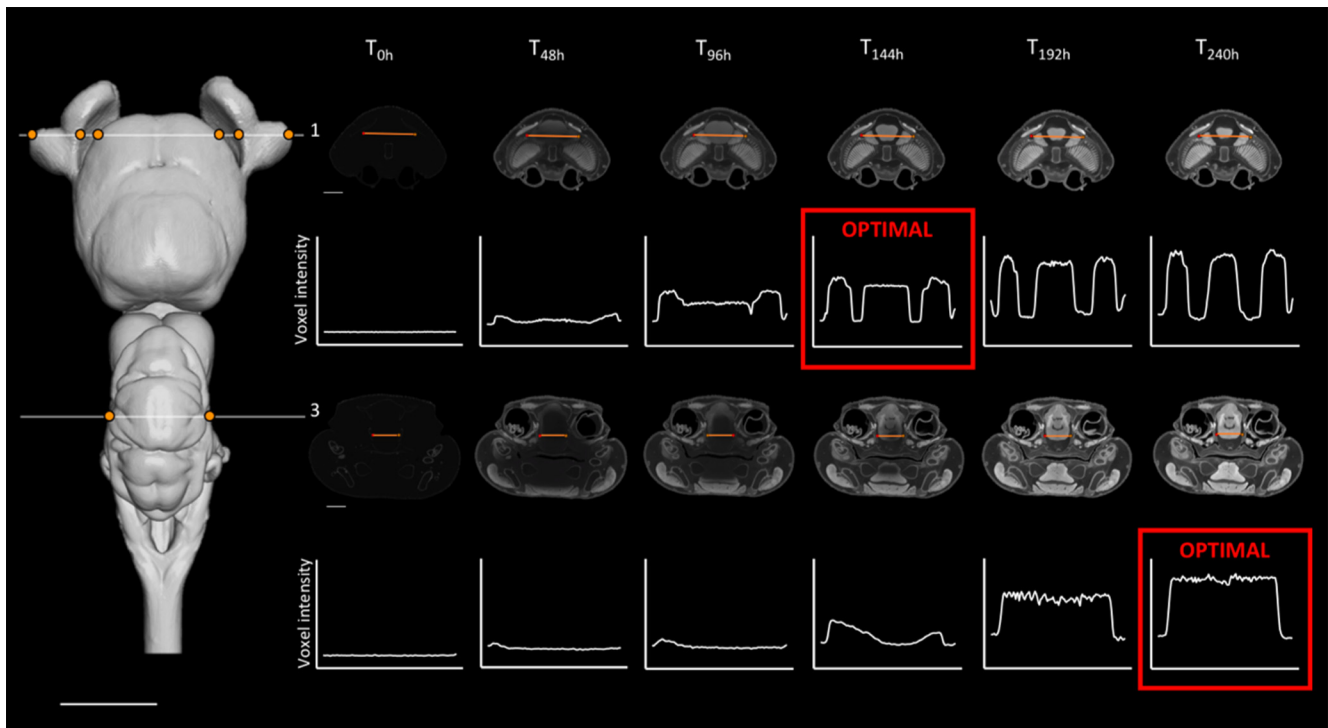 T0h T48h T96h T144h T192h T240h
1
OPTIMAL
Voxel intensity
3
OPTIMAL
Voxel intensity